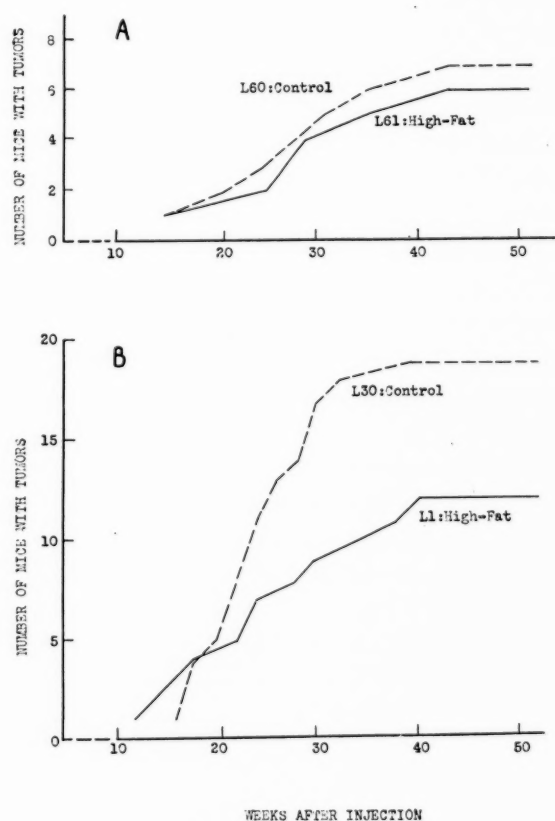 A
NUMBER OF MICE WITH TUMORS
8
6
4
2
0
L60:Control
L61:High-Fat
10
20
30
40
50
B
NUMBER OF MICE WITH TUMORS
20
15
10
5
0
L30:Control
L1:High-Fat
10
20
30
40
50
WEEKS AFTER INJECTION